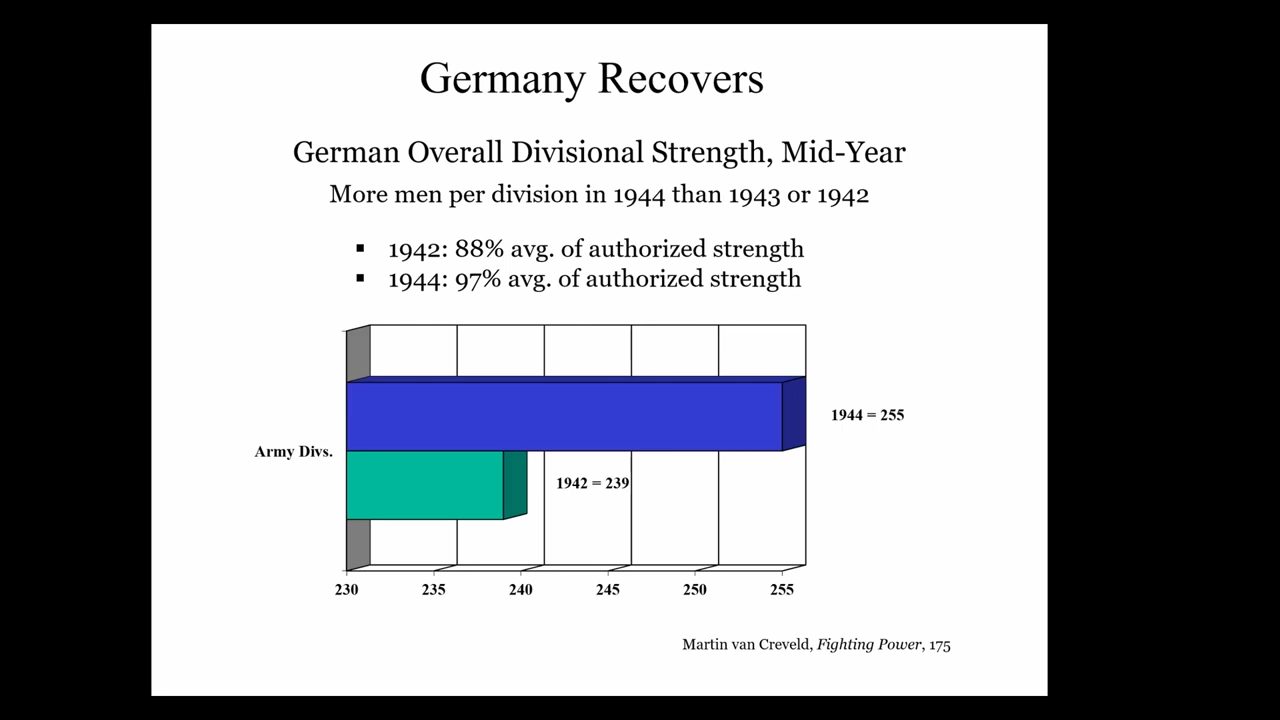 Germany Recovers
German Overall Divisional Strength, Mid-Year
More men per division in 1944 than 1943 or 1942
▪ 1942: 88% avg. of authorized strength
▪ 1944: 97% avg. of authorized strength
1944 = 255
Army Divs.
1942 = 239
230 235 240 245 250 255
Martin van Creveld, Fighting Power, 175